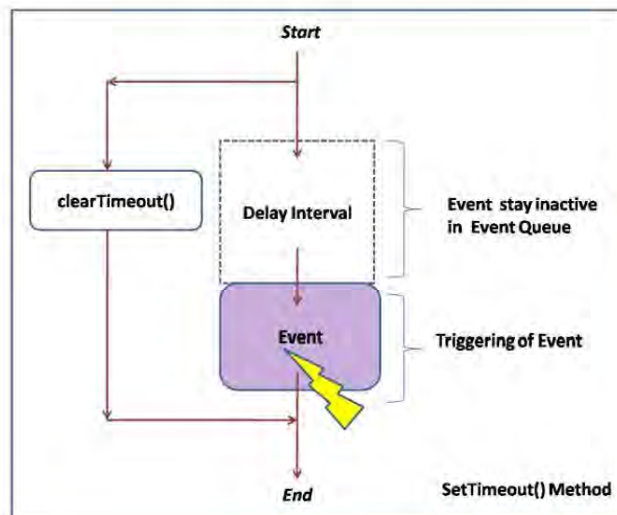 Start
clearTimeout()
Delay Interval
Event stay inactive
in Event Queue
Event
Triggering of Event
End
SetTimeout() Method